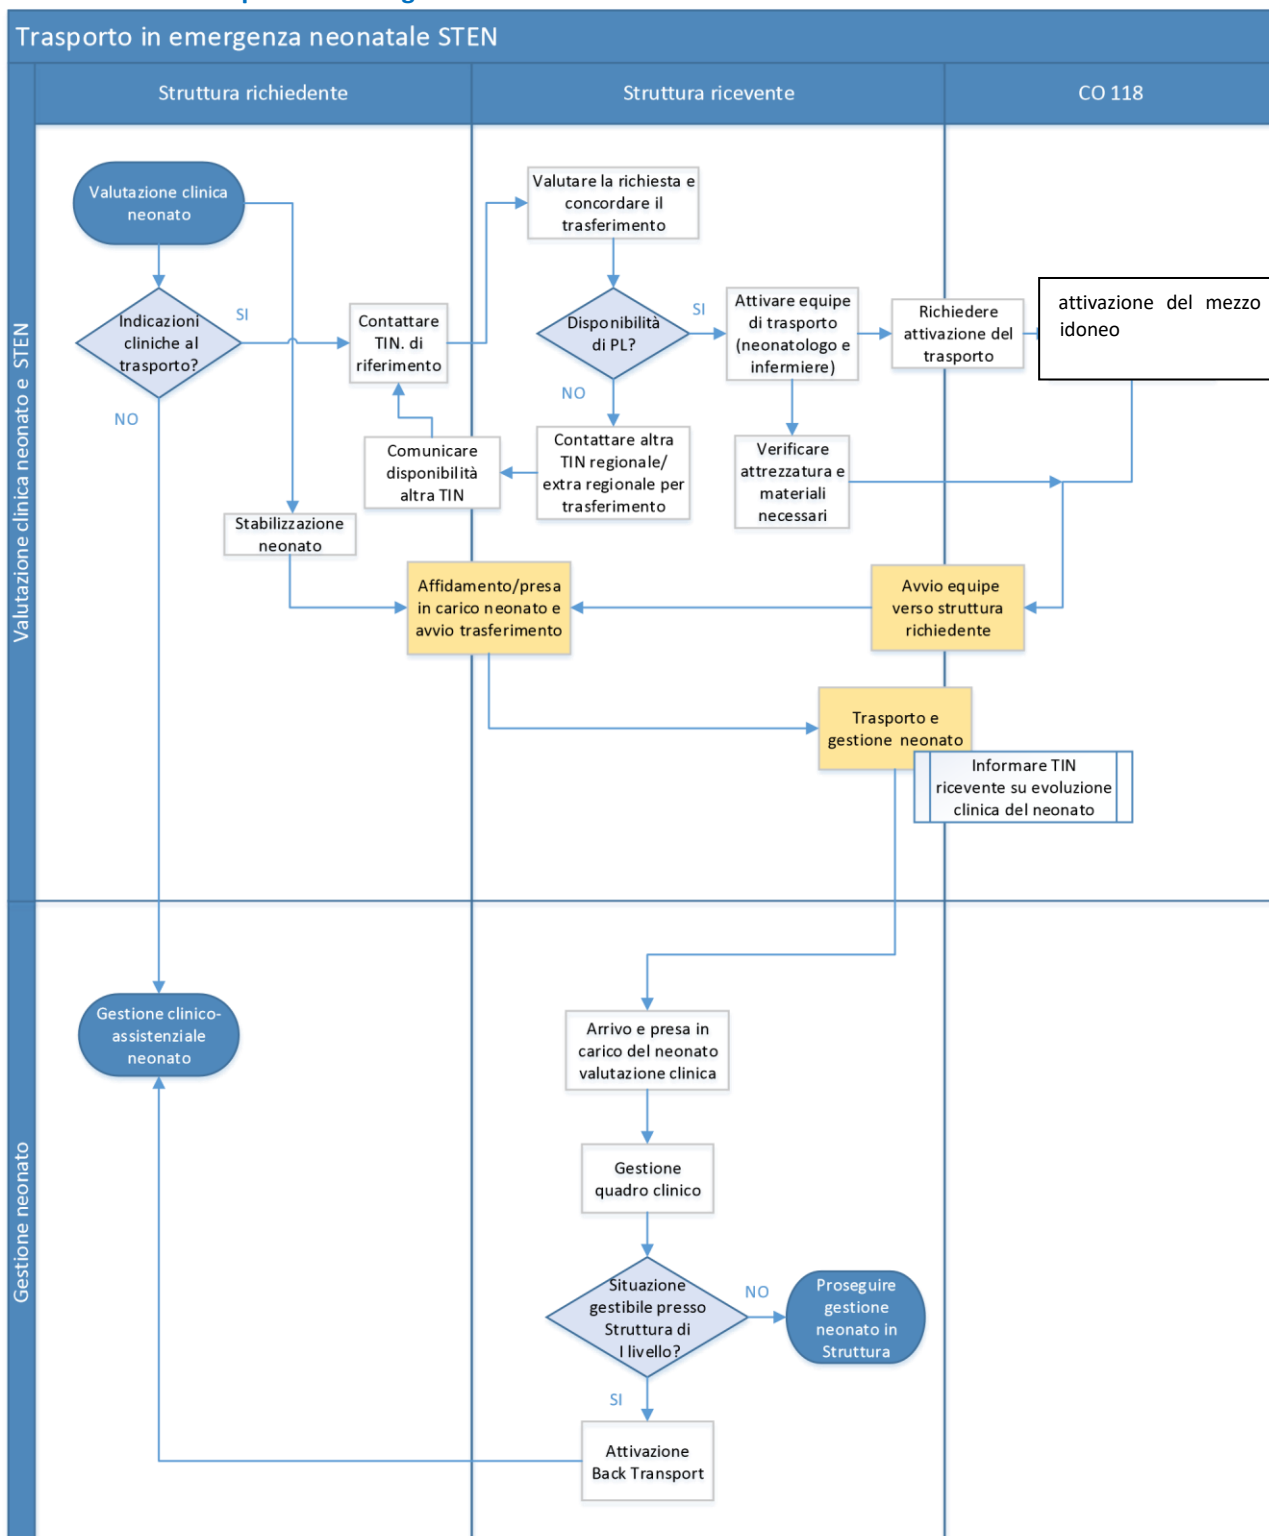 Trasporto in emergenza neonatale STEN
Struttura richiedente
Struttura ricevente
CO 118
Valutazione clinica neonato e STEN
Valutazione clinica
neonato
Valutare la richiesta e
concordare il
trasferimento
Indicazioni
cliniche al
trasporto?
SI
NO
Contattare
TIN. di
riferimento
Disponibilità
di PL?
SI
NO
Attivare equipe
di trasporto
(neonatologo e
infermiere)
Richiedere
attivazione del
trasporto
attivazione del mezzo
idoneo
Comunicare
disponibilità
altra TIN
Contattare altra
TIN regionale/
extra regionale per
trasferimento
Verificare
attrezzatura e
materiali
necessari
Stabilizzazione
neonato
Affidamento/presa
in carico neonato e
avvio trasferimento
Avvio equipe
verso struttura
richiedente
Trasporto e
gestione neonato
Informare TIN
ricevente su evoluzione
clinica del neonato
Gestione neonato
Gestione clinico-
assistenziale
neonato
Arrivo e presa in
carico del neonato
valutazione clinica
Gestione
quadro clinico
Situazione
gestibile presso
Struttura di
I livello?
NO
SI
Proseguire
gestione
neonato in
Struttura
Attivazione
Back Transport